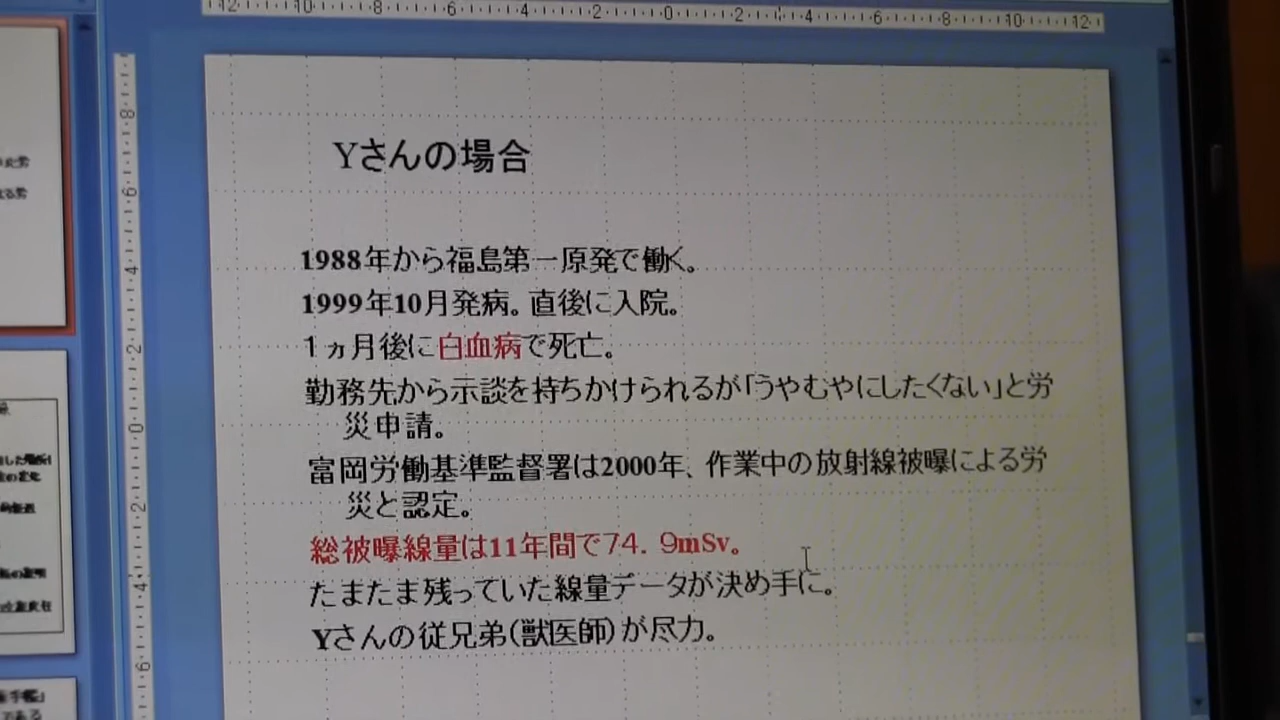 Yさんの場合
1988年から福島第一原発で働く。
1999年10月発病。直後に入院。
1ヵ月後に白血病で死亡。
勤務先から示談を持ちかけられるが「うやむやにしたくない」と労
災申請。
富岡労働基準監督署は2000年、作業中の放射線被曝による労
災と認定。
総被曝線量は11年間で74．9mSv。
たまたま残っていた線量データが決め手に。
Yさんの従兄弟（獣医師）が尽力。